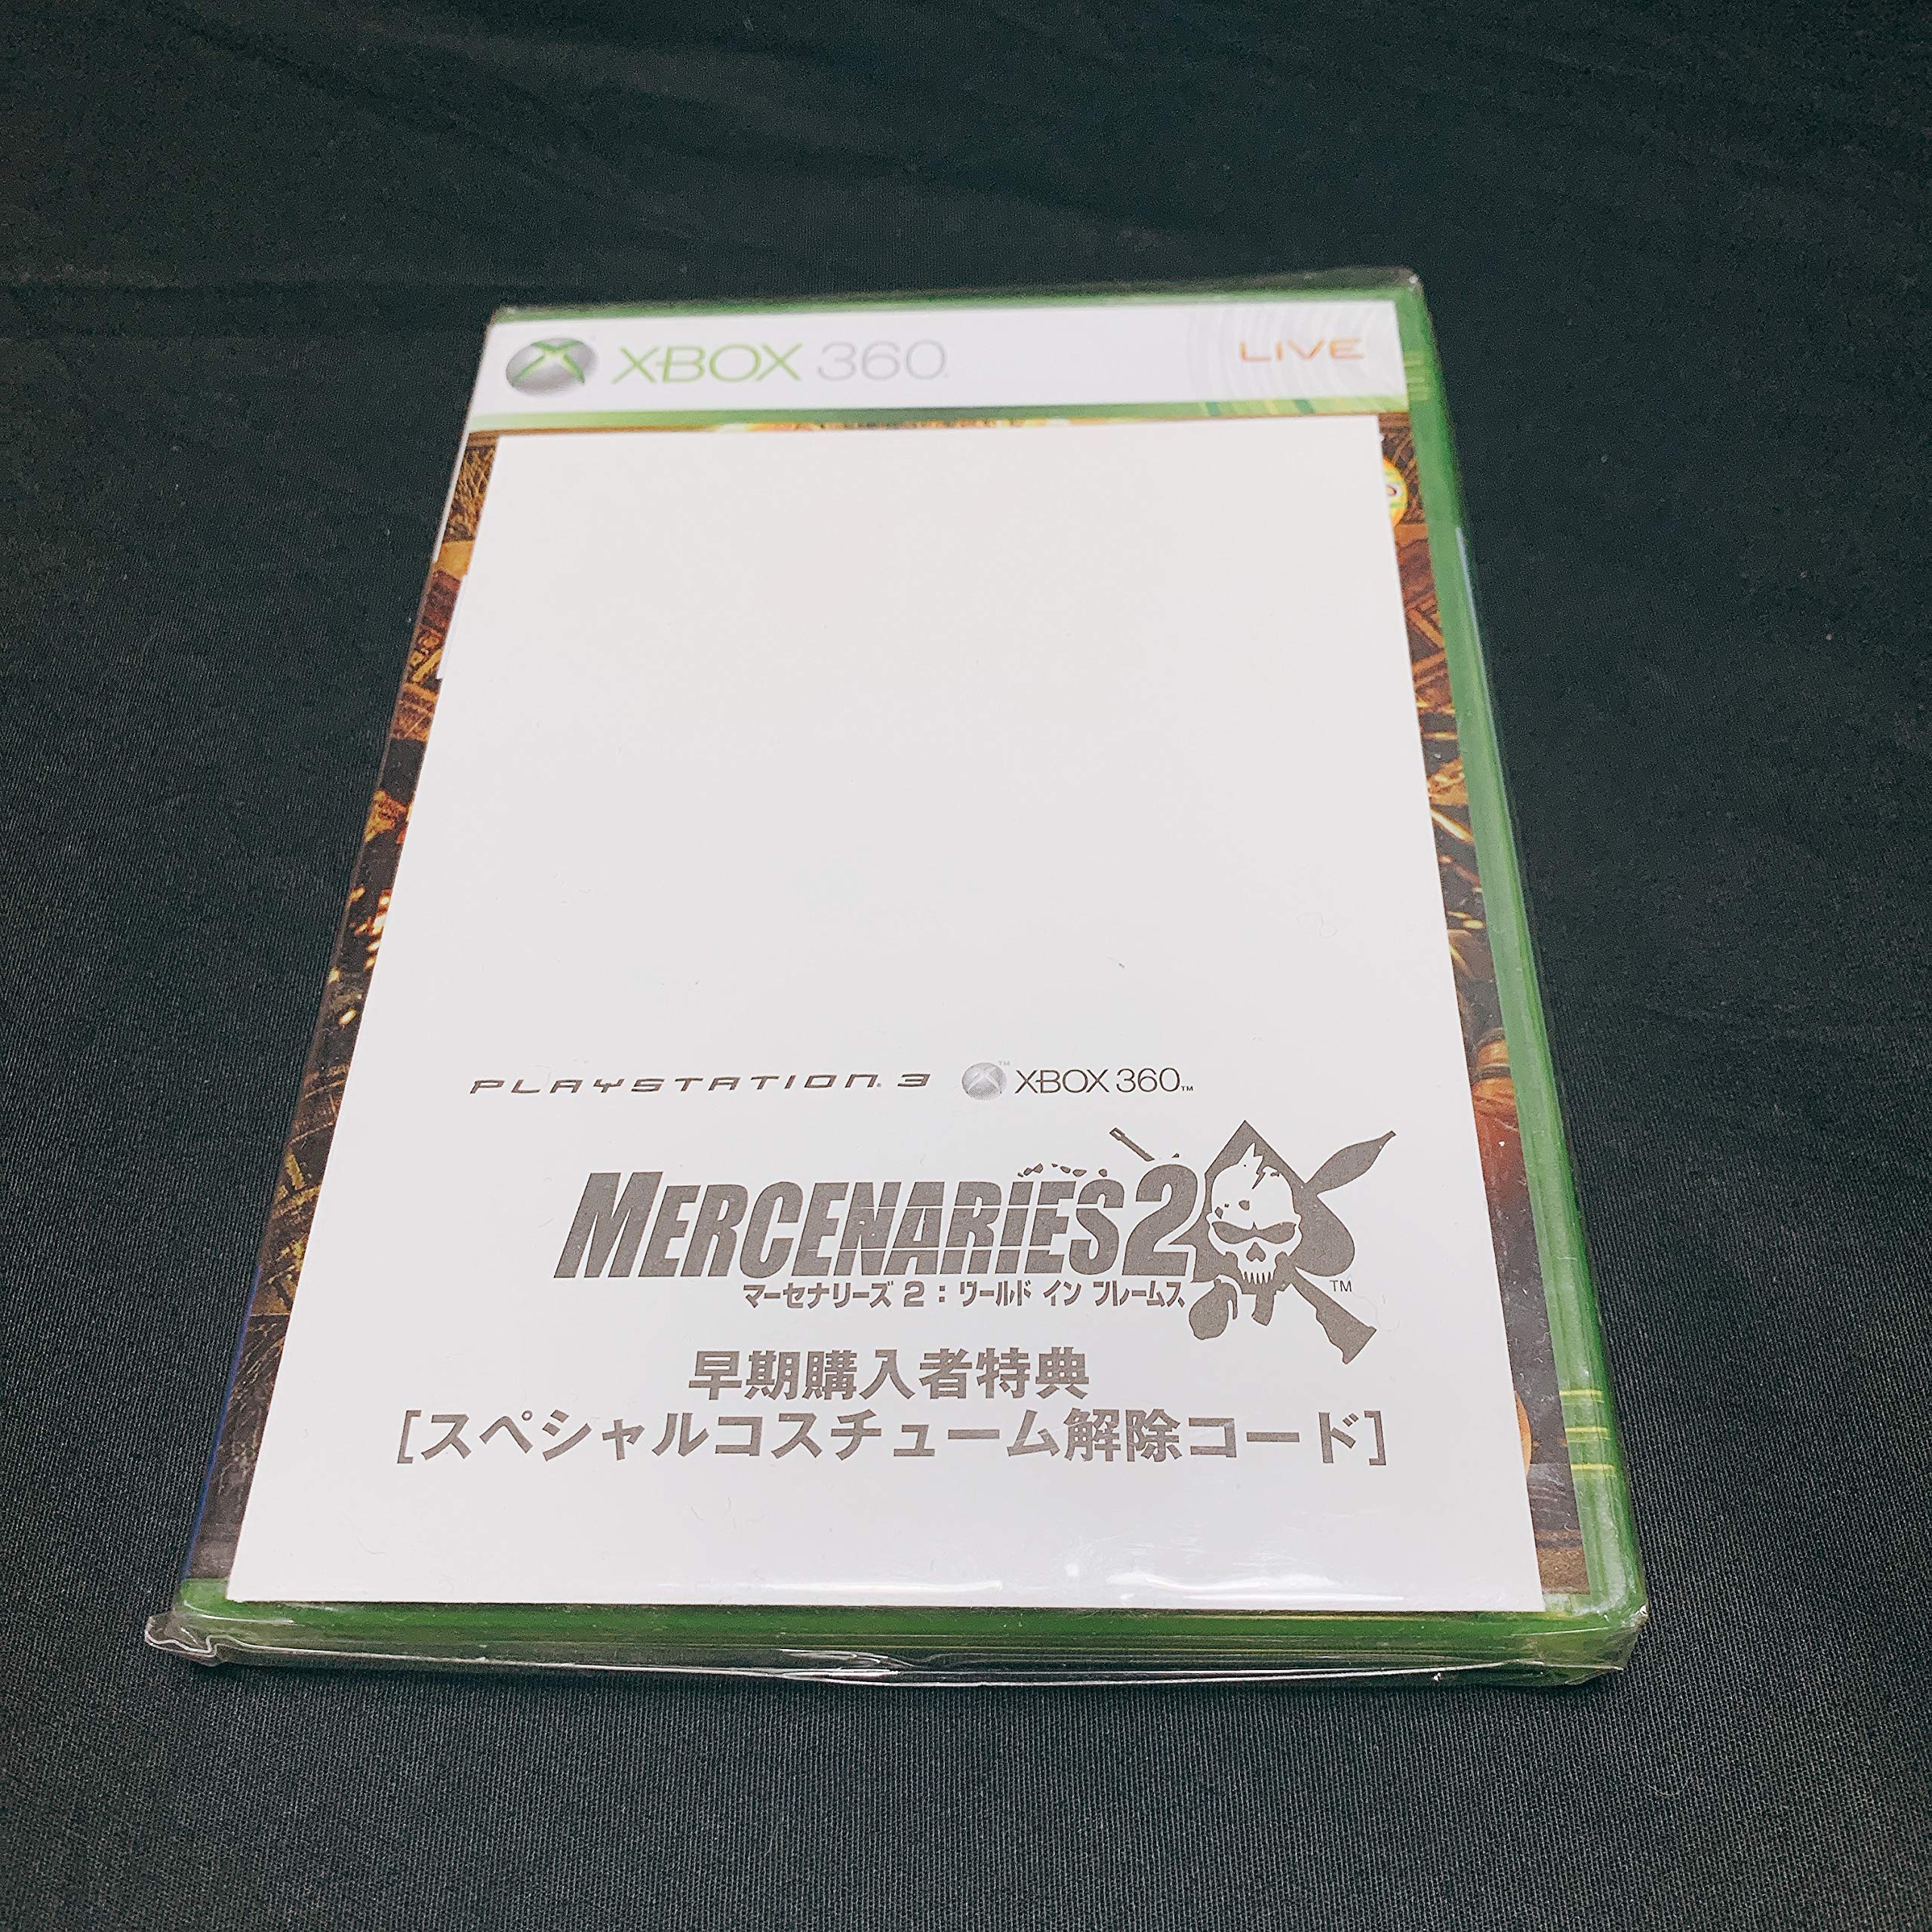 XBOX 360
LIVE
PLAYSTATION 3 XBOX 360™
MERCENARIES 2 ™
マーセナリーズ 2 : ワールド イン フレームス
早期購入者特典
[スペシャルコスチューム解除コード]